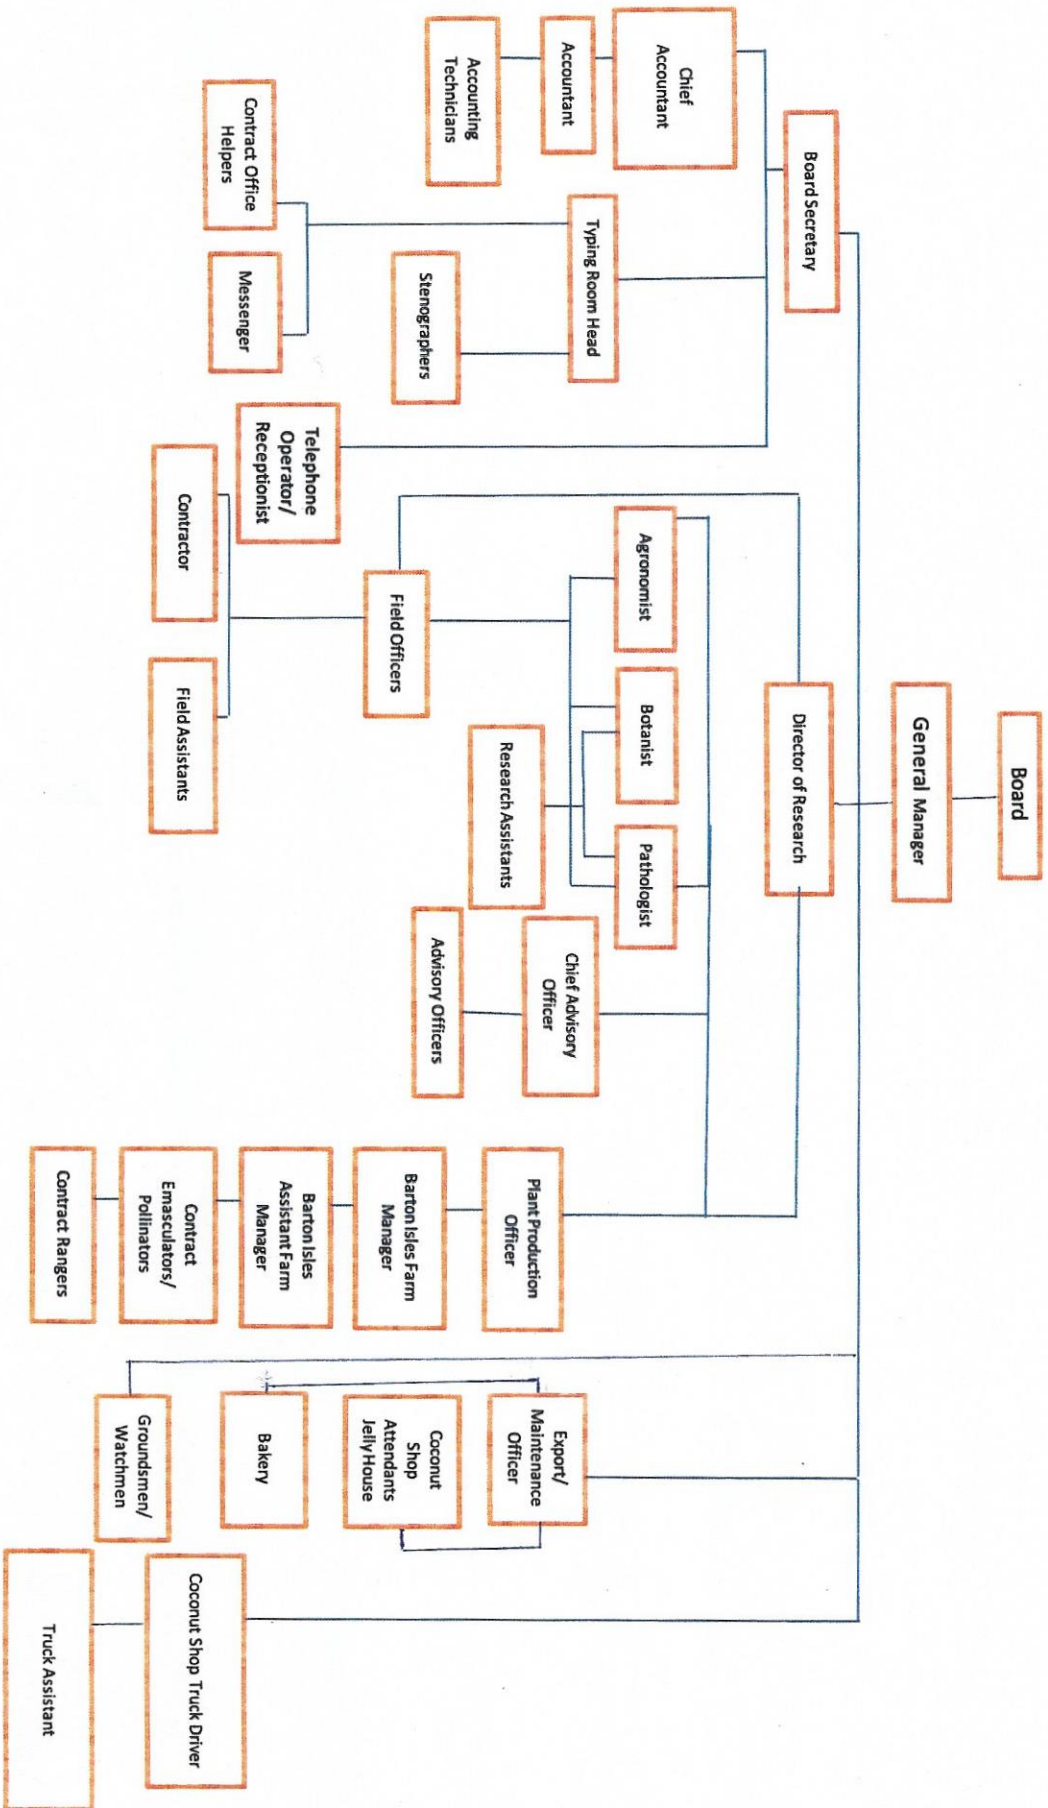 Board
General Manager
Board Secretary
Director of Research
Chief
Accountant
Accountant
Accounting
Technicians
Typing Room Head
Stenographers
Contract Office
Helpers
Messenger
Telephone
Operator/
Receptionist
Agronomist
Botanist
Pathologist
Research Assistants
Field Officers
Contractor
Field Assistants
Chief Advisory
Officer
Advisory Officers
Plant Production
Officer
Barton Isles Farm
Manager
Barton Isles
Assistant Farm
Manager
Contract
Emasculators/
Pollinators
Contract Rangers
Export/
Maintenance
Officer
Coconut
Shop
Attendants
Jelly House
Bakery
Groundsmen/
Watchmen
Coconut Shop Truck Driver
Truck Assistant